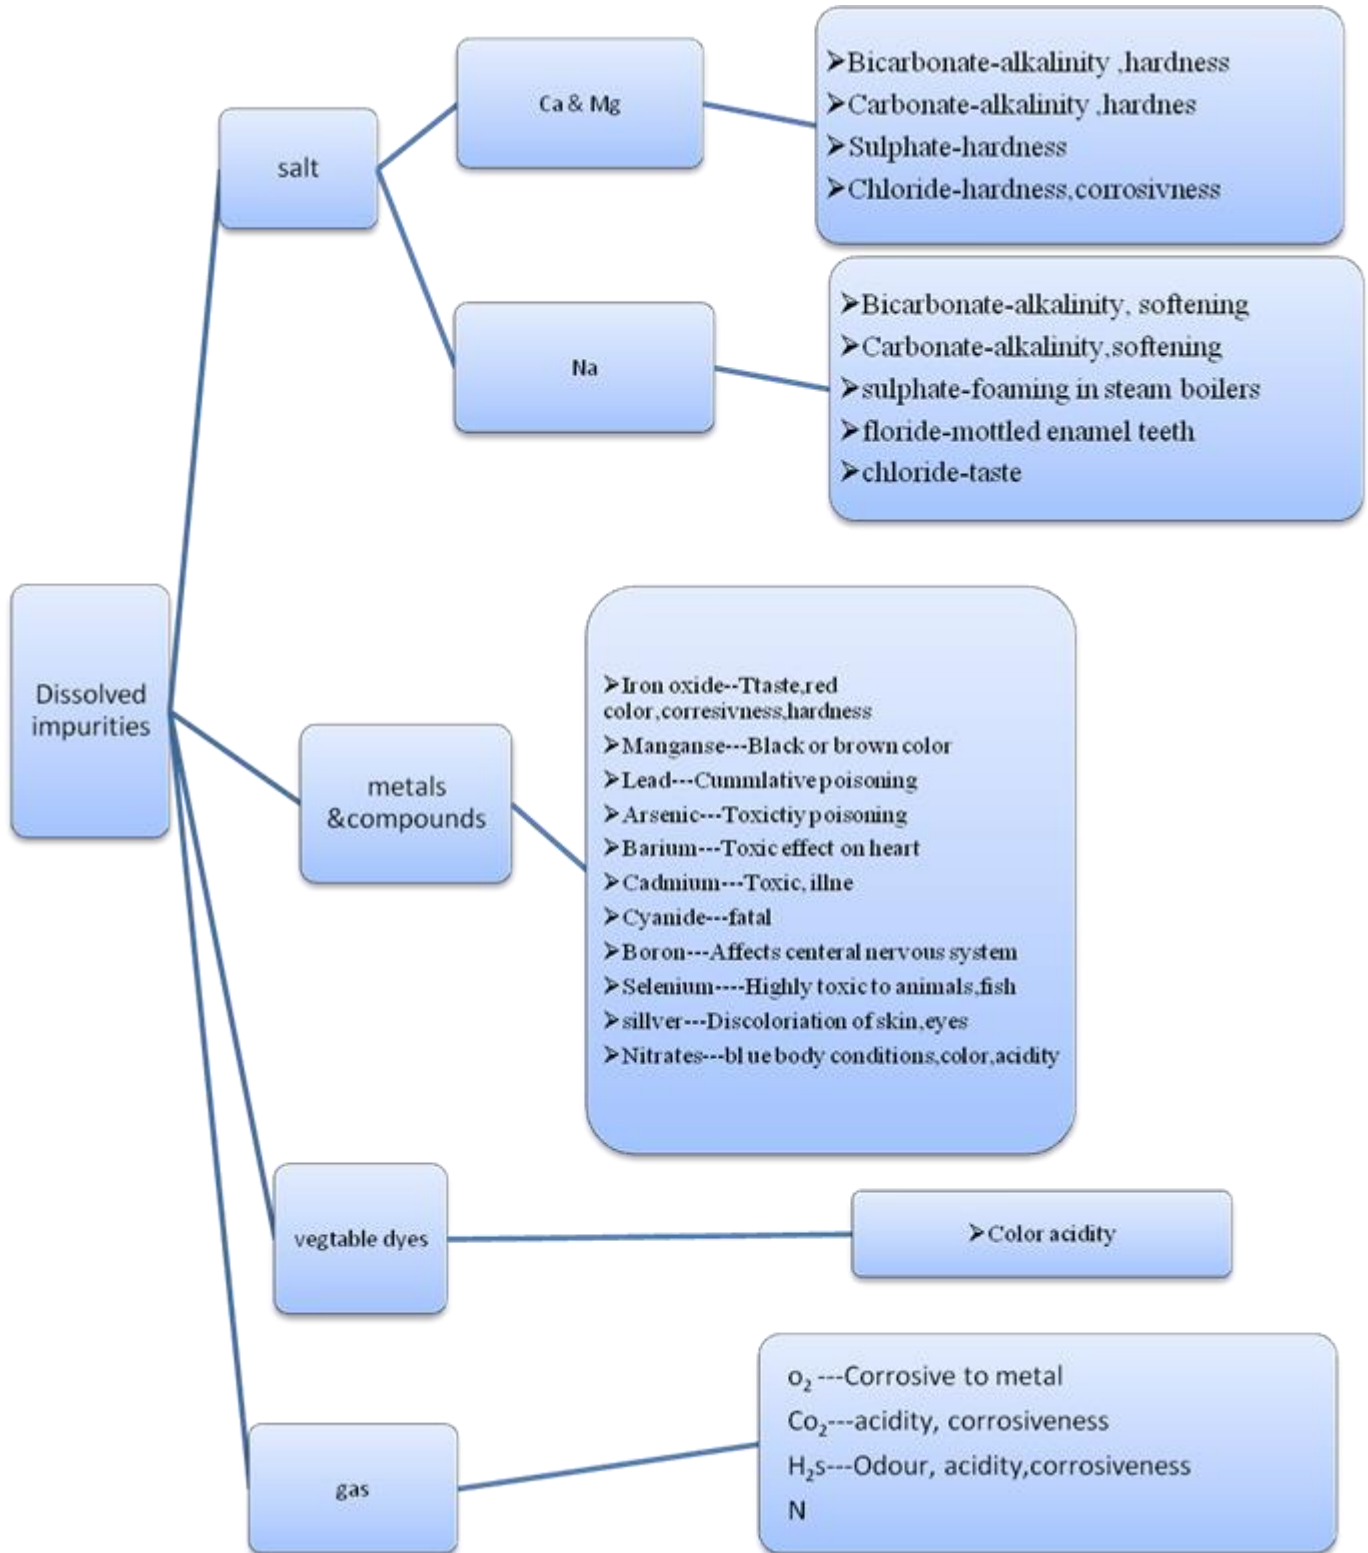 Dissolved
impurities
salt
Ca & Mg
➤Bicarbonate-alkalinity ,hardness
➤Carbonate-alkalinity ,hardnes
➤Sulphate-hardness
➤Chloride-hardness,corrosivness
Na
➤Bicarbonate-alkalinity, softening
➤Carbonate-alkalinity,softening
➤sulphate-foaming in steam boilers
➤floride-mottled enamel teeth
➤chloride-taste
metals
&compounds
➤Iron oxide--Ttaste,red
color,corresivness,hardness
➤Manganse---Black or brown color
➤Lead---Cummlative poisoning
➤Arsenic---Toxictiy poisoning
➤Barium---Toxic effect on heart
➤Cadmium---Toxic, illne
➤Cyanide---fatal
➤Boron---Affects centeral nervous system
➤Selenium----Highly toxic to animals,fish
➤sillver---Discoloriation of skin,eyes
➤Nitrates---blue body conditions,color,acidity
vegtable dyes
➤Color acidity
gas
o₂ ---Corrosive to metal
Co₂---acidity, corrosiveness
H₂s---Odour, acidity,corrosiveness
N